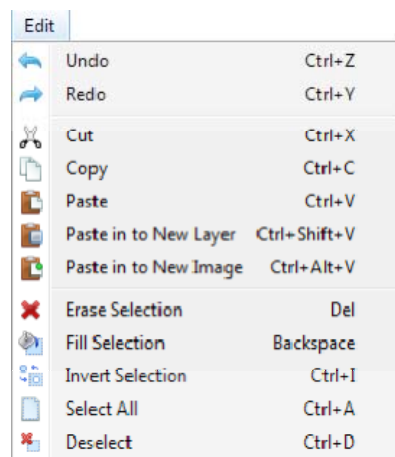 Edit
Undo Ctrl+Z
Redo Ctrl+Y
Cut Ctrl+X
Copy Ctrl+C
Paste Ctrl+V
Paste in to New Layer Ctrl+Shift+V
Paste in to New Image Ctrl+Alt+V
Erase Selection Del
Fill Selection Backspace
Invert Selection Ctrl+I
Select All Ctrl+A
Deselect Ctrl+D